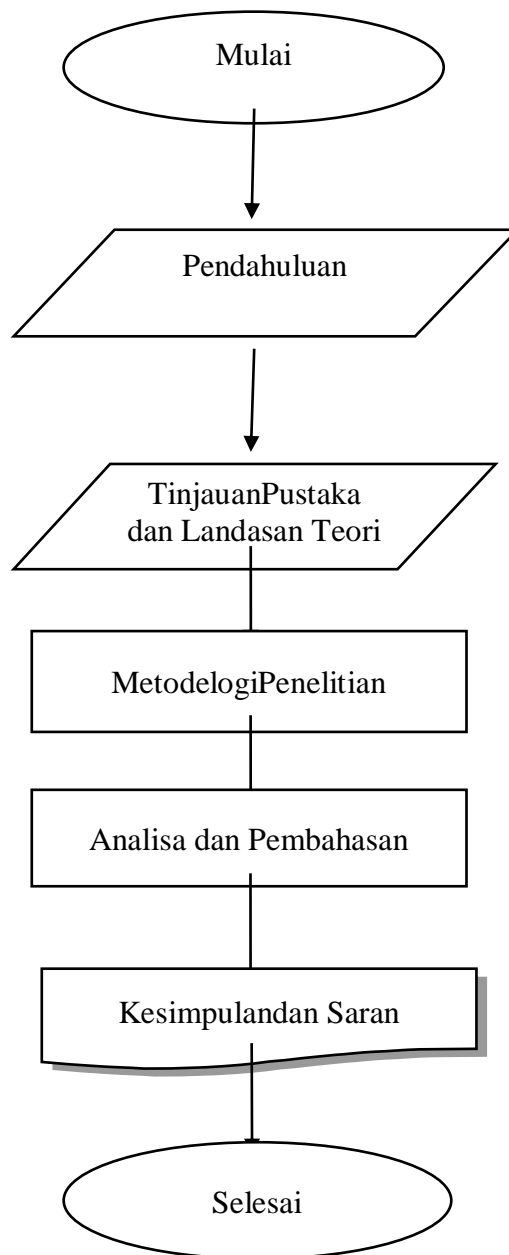 Mulai
Pendahuluan
TinjauanPustaka
dan Landasan Teori
MetodelogiPenelitian
Analisa dan Pembahasan
Kesimpulandan Saran
Selesai